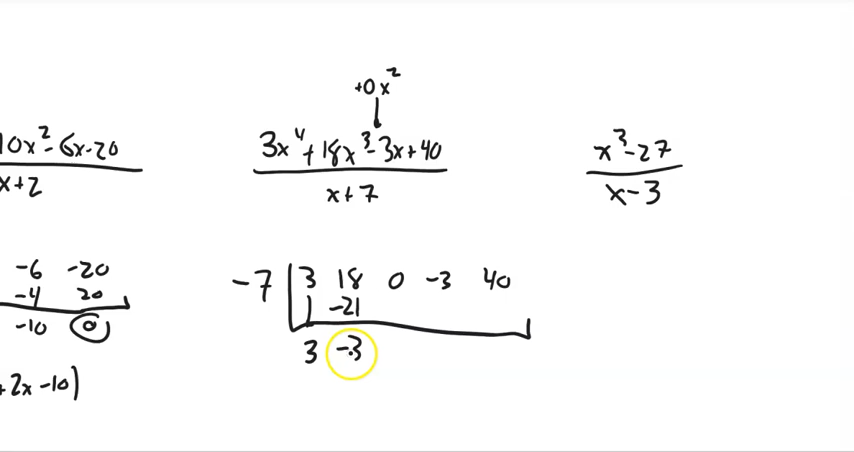 +0x²
10x²-6x-20
x+2
3x⁴+18x³-3x+40
x+7
x³-27
x-3
-6 -20
-4 20
-10 0
+2x-10)
-7 3 18 0 -3 40
-21
3 -3